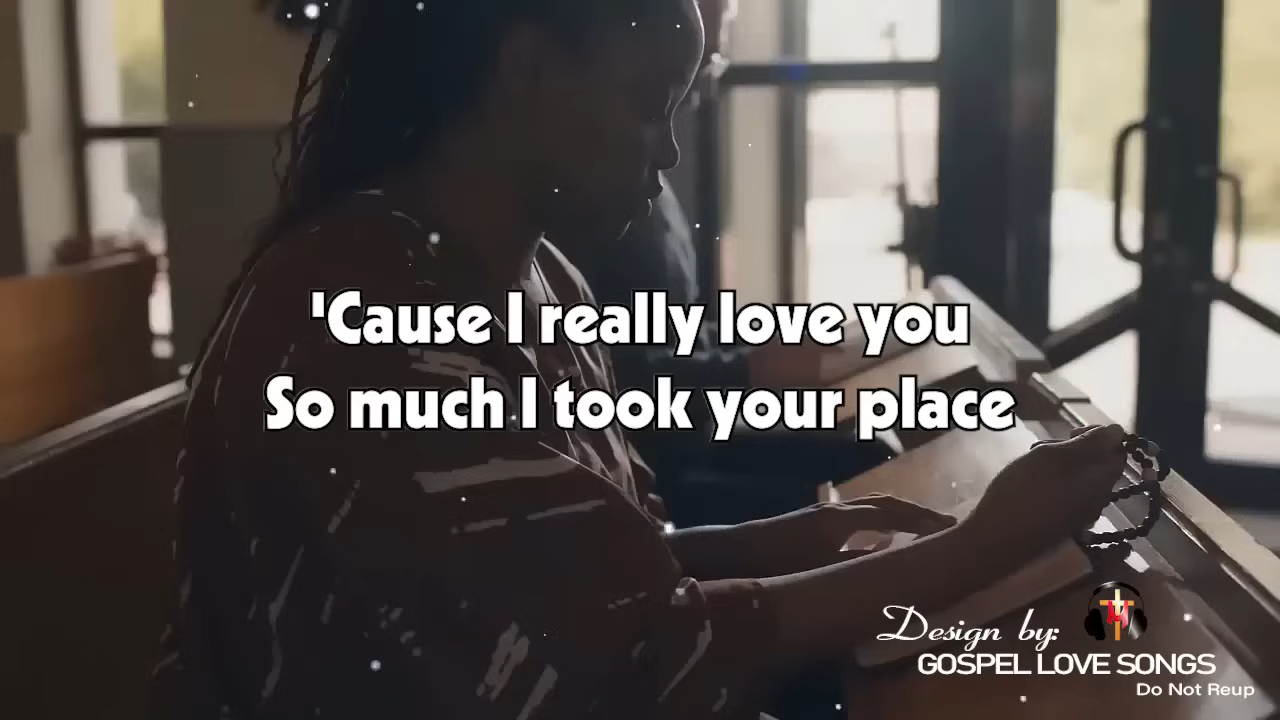 'Cause I really love you
So much I took your place
Design by:
GOSPEL LOVE SONGS
Do Not Reup